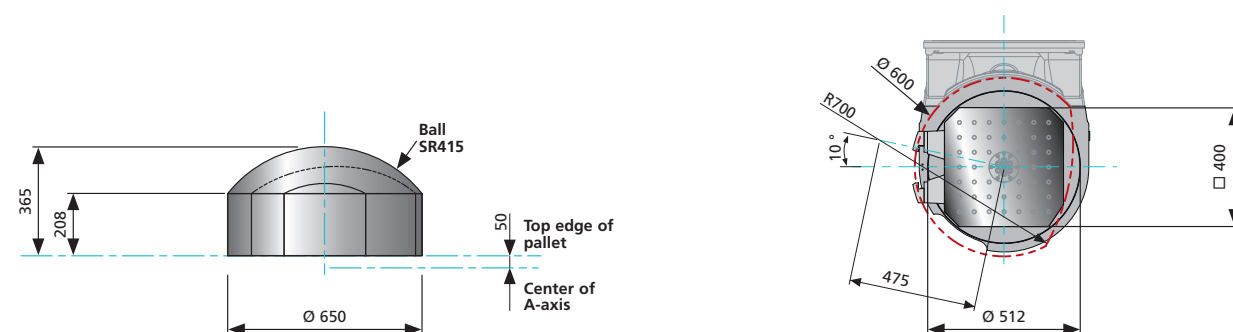 365
208
Ball
SR415
50
Top edge of
pallet
Center of
A-axis
Ø 650
Ø 600
R700
10°
475
Ø 512
□ 400